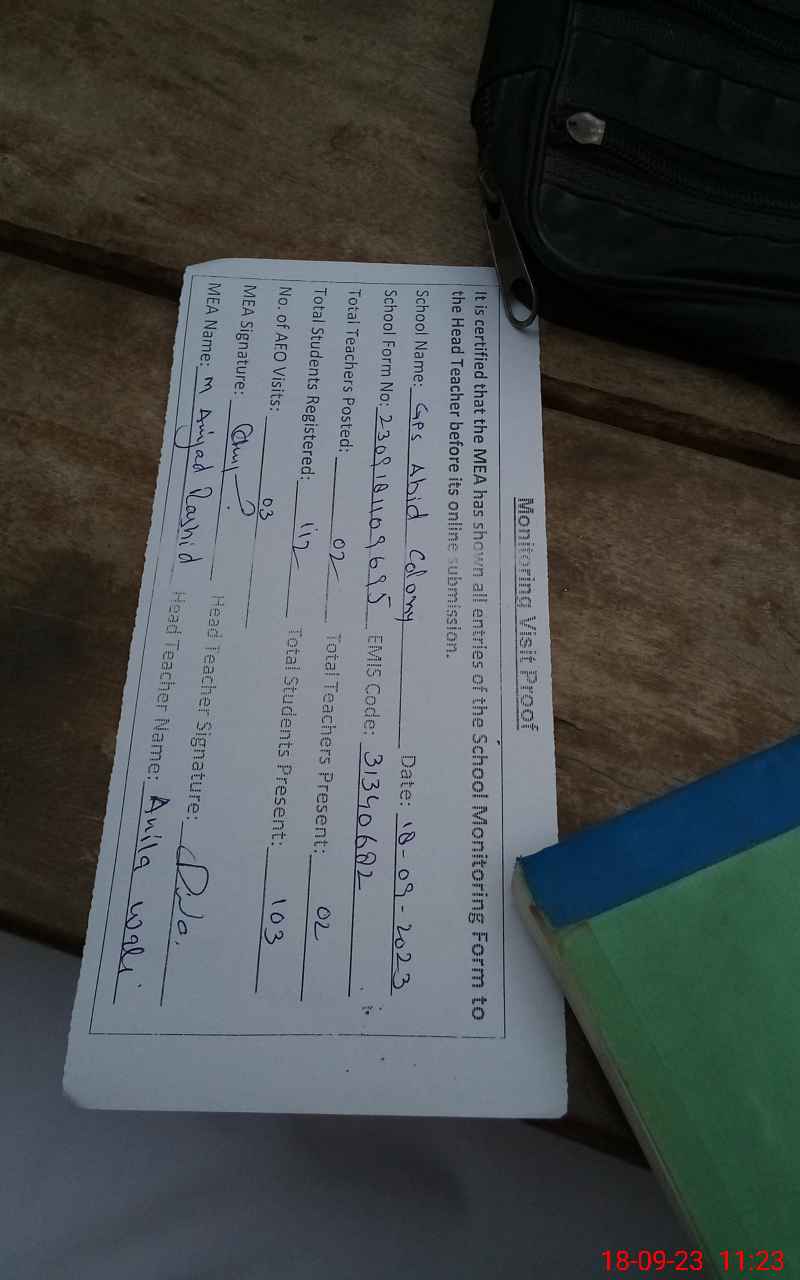 Monitoring Visit Proof
It is certified that the MEA has shown all entries of the School Monitoring Form to
the Head Teacher before its online submission.
School Name: GPS Abid Colony Date: 18-09-2023
School Form No: 2309181109695 EMIS Code: 31340682
Total Teachers Posted: 02 Total Teachers Present: 02
Total Students Registered: 112 Total Students Present: 103
No. of AEO Visits: 03
MEA Signature: Head Teacher Signature:
MEA Name: M Amjad Rashid Head Teacher Name: Anila Wali
18-09-23 11:23